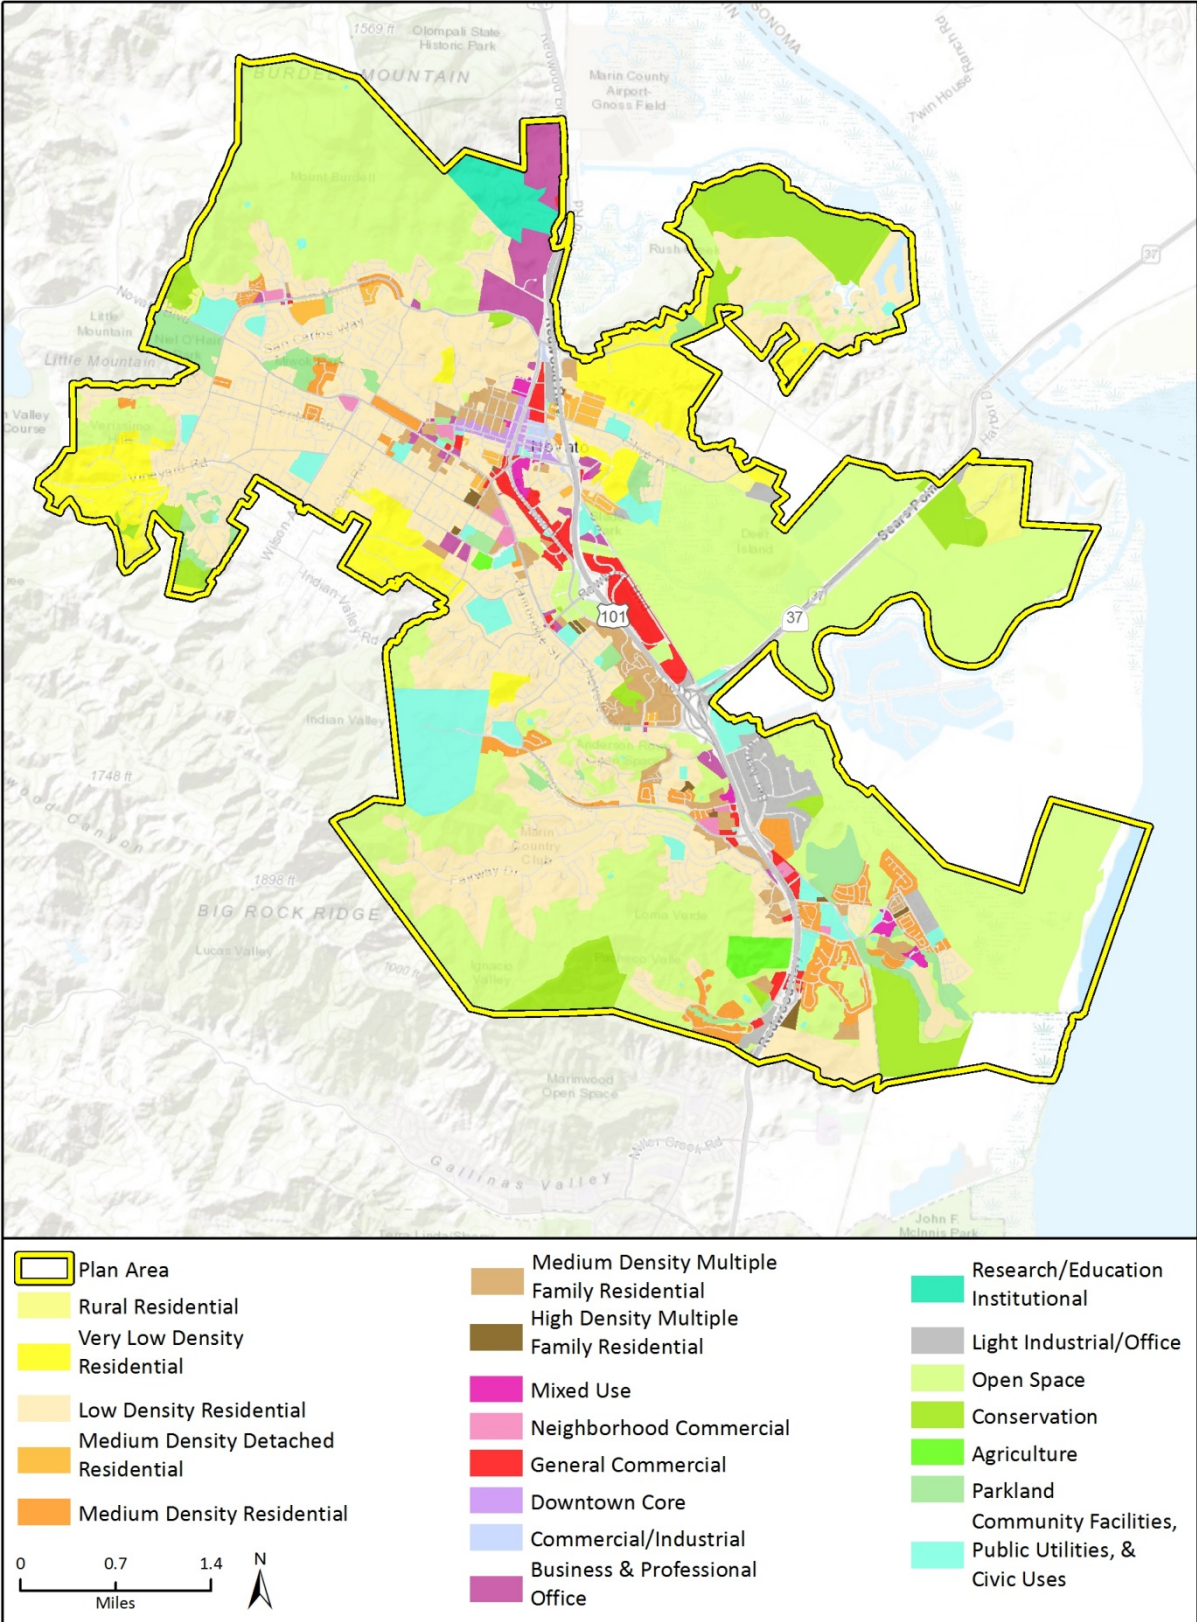 1569 ft
Olompali State
Historic Park
SONOMA
BURDELL MOUNTAIN
Marin County
Airport-
Gnoss Field
Twin House Ranch Rd
Mount Burdell
37
Little
Mountain
Little Mountain
San Carlos Way
Novato
Deer
Island
Sears Point
Harbor Dr
Vineyard Rd
Wilson
Indian Valley Rd
101
37
Indian Valley
1748 ft
Marin
Country
Club
Fairway Dr
1898 ft
BIG ROCK RIDGE
Lucas Valley
1000 ft
Ignacio
Valley
Loma Verde
Pacheco Valle
Marinwood
Open Space
Miller Creek Rd
Gallinas Valley
John F.
McInnis Park
Plan Area
Rural Residential
Very Low Density
Residential
Low Density Residential
Medium Density Detached
Residential
Medium Density Residential
0 0.7 1.4
Miles
N
Medium Density Multiple
Family Residential
High Density Multiple
Family Residential
Mixed Use
Neighborhood Commercial
General Commercial
Downtown Core
Commercial/Industrial
Business & Professional
Office
Research/Education
Institutional
Light Industrial/Office
Open Space
Conservation
Agriculture
Parkland
Community Facilities,
Public Utilities, &
Civic Uses